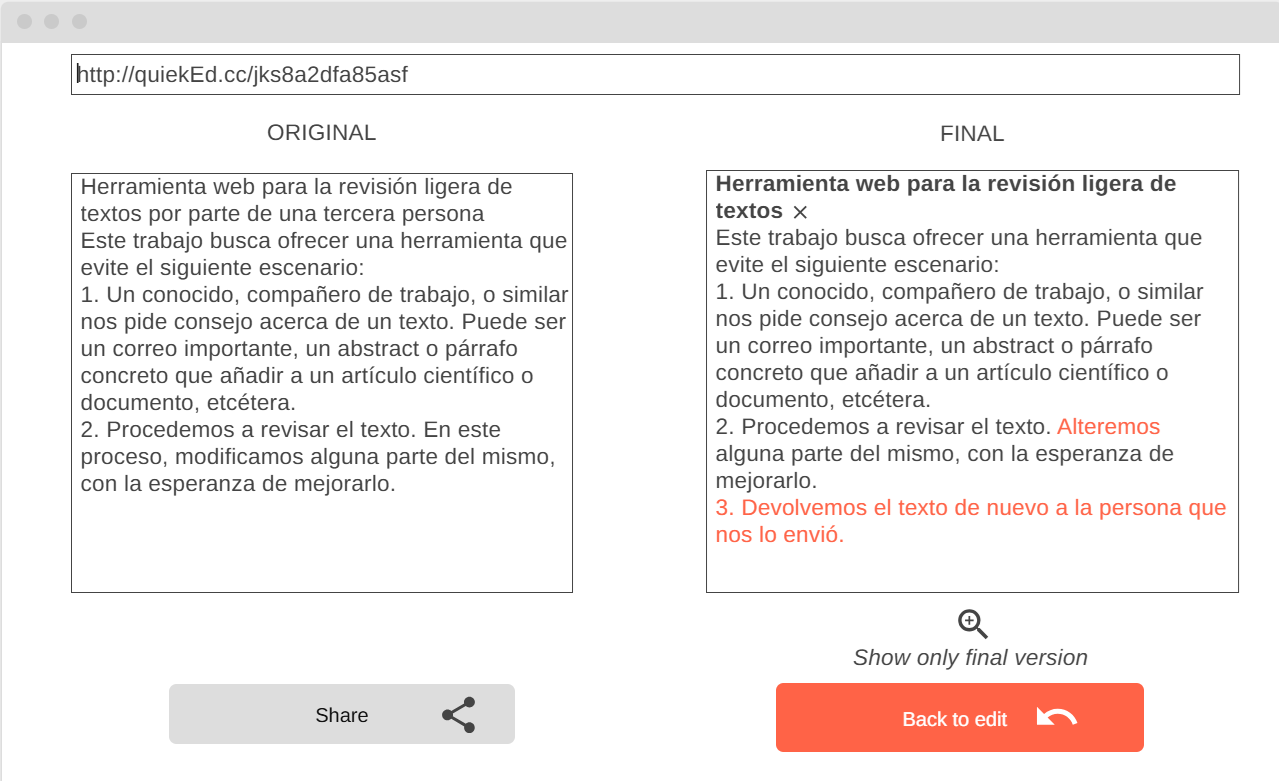 http://quiekEd.cc/jks8a2dfa85asf
ORIGINAL
Herramienta web para la revisión ligera de
textos por parte de una tercera persona
Este trabajo busca ofrecer una herramienta que
evite el siguiente escenario:
1. Un conocido, compañero de trabajo, o similar
nos pide consejo acerca de un texto. Puede ser
un correo importante, un abstract o párrafo
concreto que añadir a un artículo científico o
documento, etcétera.
2. Procedemos a revisar el texto. En este
proceso, modificamos alguna parte del mismo,
con la esperanza de mejorarlo.
FINAL
Herramienta web para la revisión ligera de
textos ×
Este trabajo busca ofrecer una herramienta que
evite el siguiente escenario:
1. Un conocido, compañero de trabajo, o similar
nos pide consejo acerca de un texto. Puede ser
un correo importante, un abstract o párrafo
concreto que añadir a un artículo científico o
documento, etcétera.
2. Procedemos a revisar el texto. Alteremos
alguna parte del mismo, con la esperanza de
mejorarlo.
3. Devolvemos el texto de nuevo a la persona que
nos lo envió.
Show only final version
Share
Back to edit